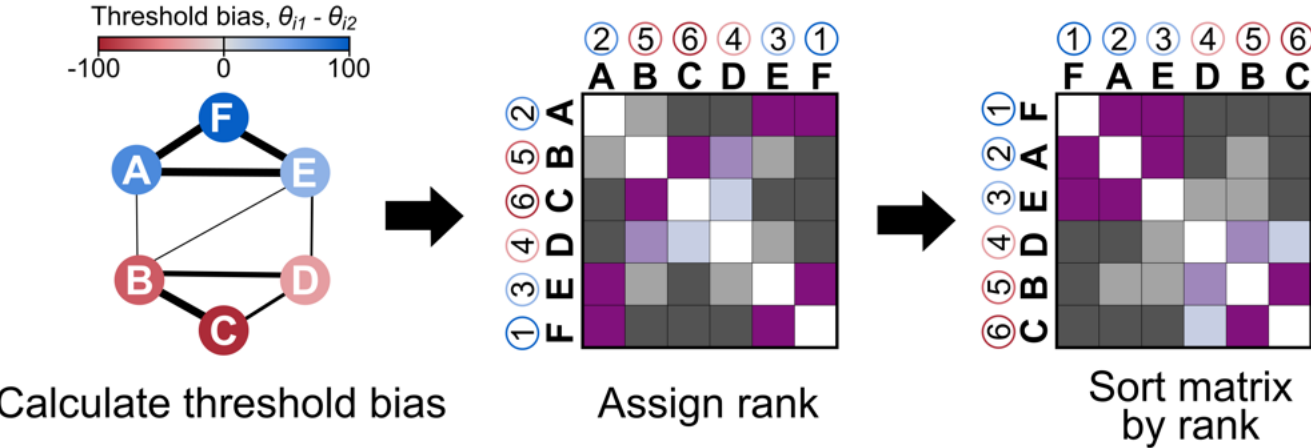 Threshold bias, θi1 - θi2
-100 0 100
F
A E
B D
C
Calculate threshold bias
2 5 6 4 3 1
A B C D E F
2 A
5 B
6 C
4 D
3 E
1 F
Assign rank
1 2 3 4 5 6
F A E D B C
1 F
2 A
3 E
4 D
5 B
6 C
Sort matrix
by rank